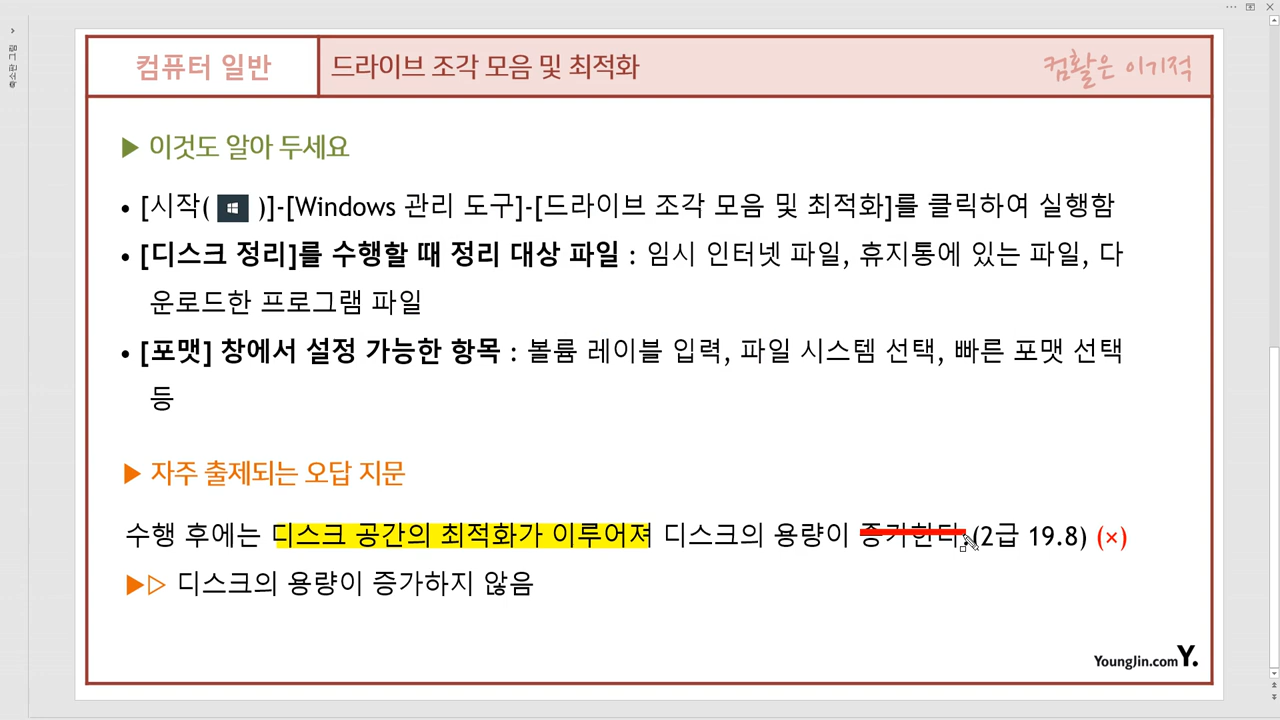 컴퓨터 일반
드라이브 조각 모음 및 최적화
컴활은 이기적
▶ 이것도 알아 두세요
• [시작( )]-[Windows 관리 도구]-[드라이브 조각 모음 및 최적화]를 클릭하여 실행함
• [디스크 정리]를 수행할 때 정리 대상 파일 : 임시 인터넷 파일, 휴지통에 있는 파일, 다
운로드한 프로그램 파일
• [포맷] 창에서 설정 가능한 항목 : 볼륨 레이블 입력, 파일 시스템 선택, 빠른 포맷 선택
등
▶ 자주 출제되는 오답 지문
수행 후에는 디스크 공간의 최적화가 이루어져 디스크의 용량이 증가한다. (2급 19.8) (×)
▶▷ 디스크의 용량이 증가하지 않음
YoungJin.com Y.